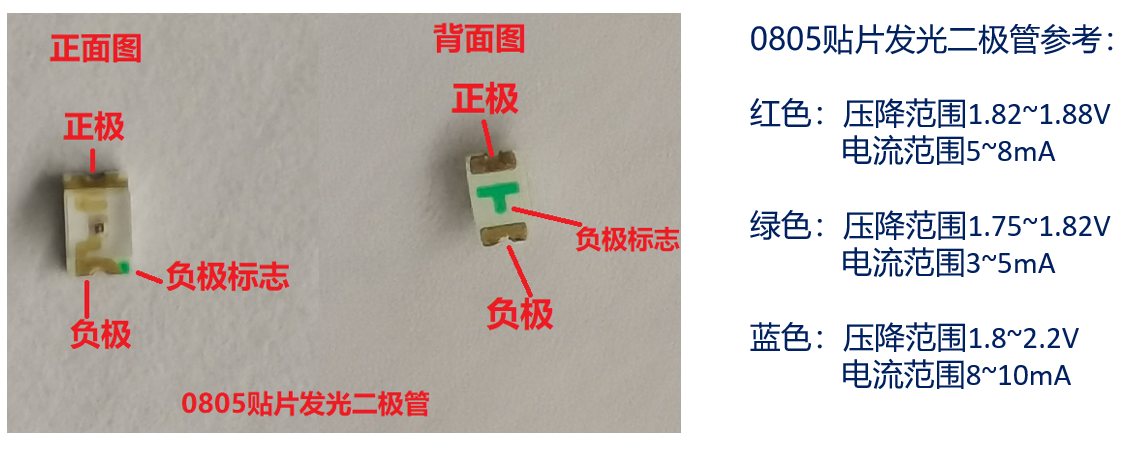 正面图
背面图
正极
正极
负极标志
负极标志
负极
负极
0805贴片发光二极管
0805贴片发光二极管参考：
红色：压降范围1.82~1.88V
电流范围5~8mA
绿色：压降范围1.75~1.82V
电流范围3~5mA
蓝色：压降范围1.8~2.2V
电流范围8~10mA